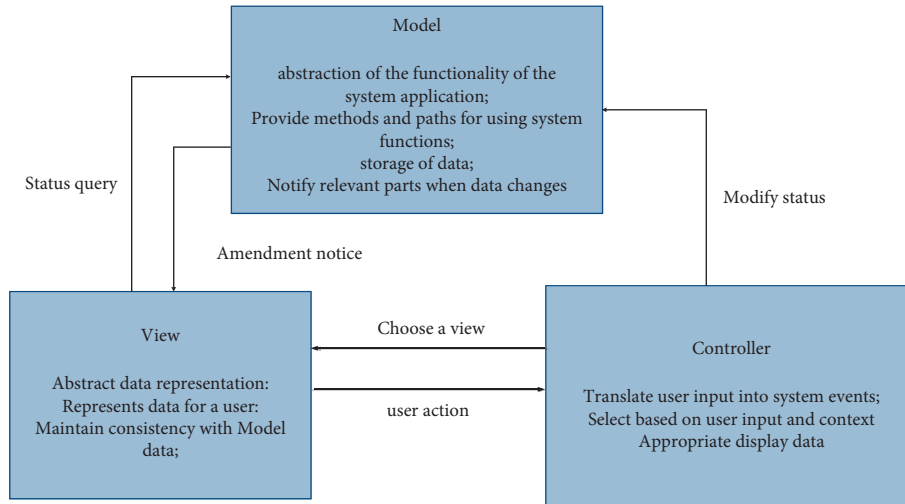 Model
abstraction of the functionality of the
system application;
Provide methods and paths for using system
functions;
storage of data;
Notify relevant parts when data changes
Status query
Modify status
Amendment notice
View
Abstract data representation:
Represents data for a user:
Maintain consistency with Model
data;
Choose a view
user action
Controller
Translate user input into system events;
Select based on user input and context
Appropriate display data